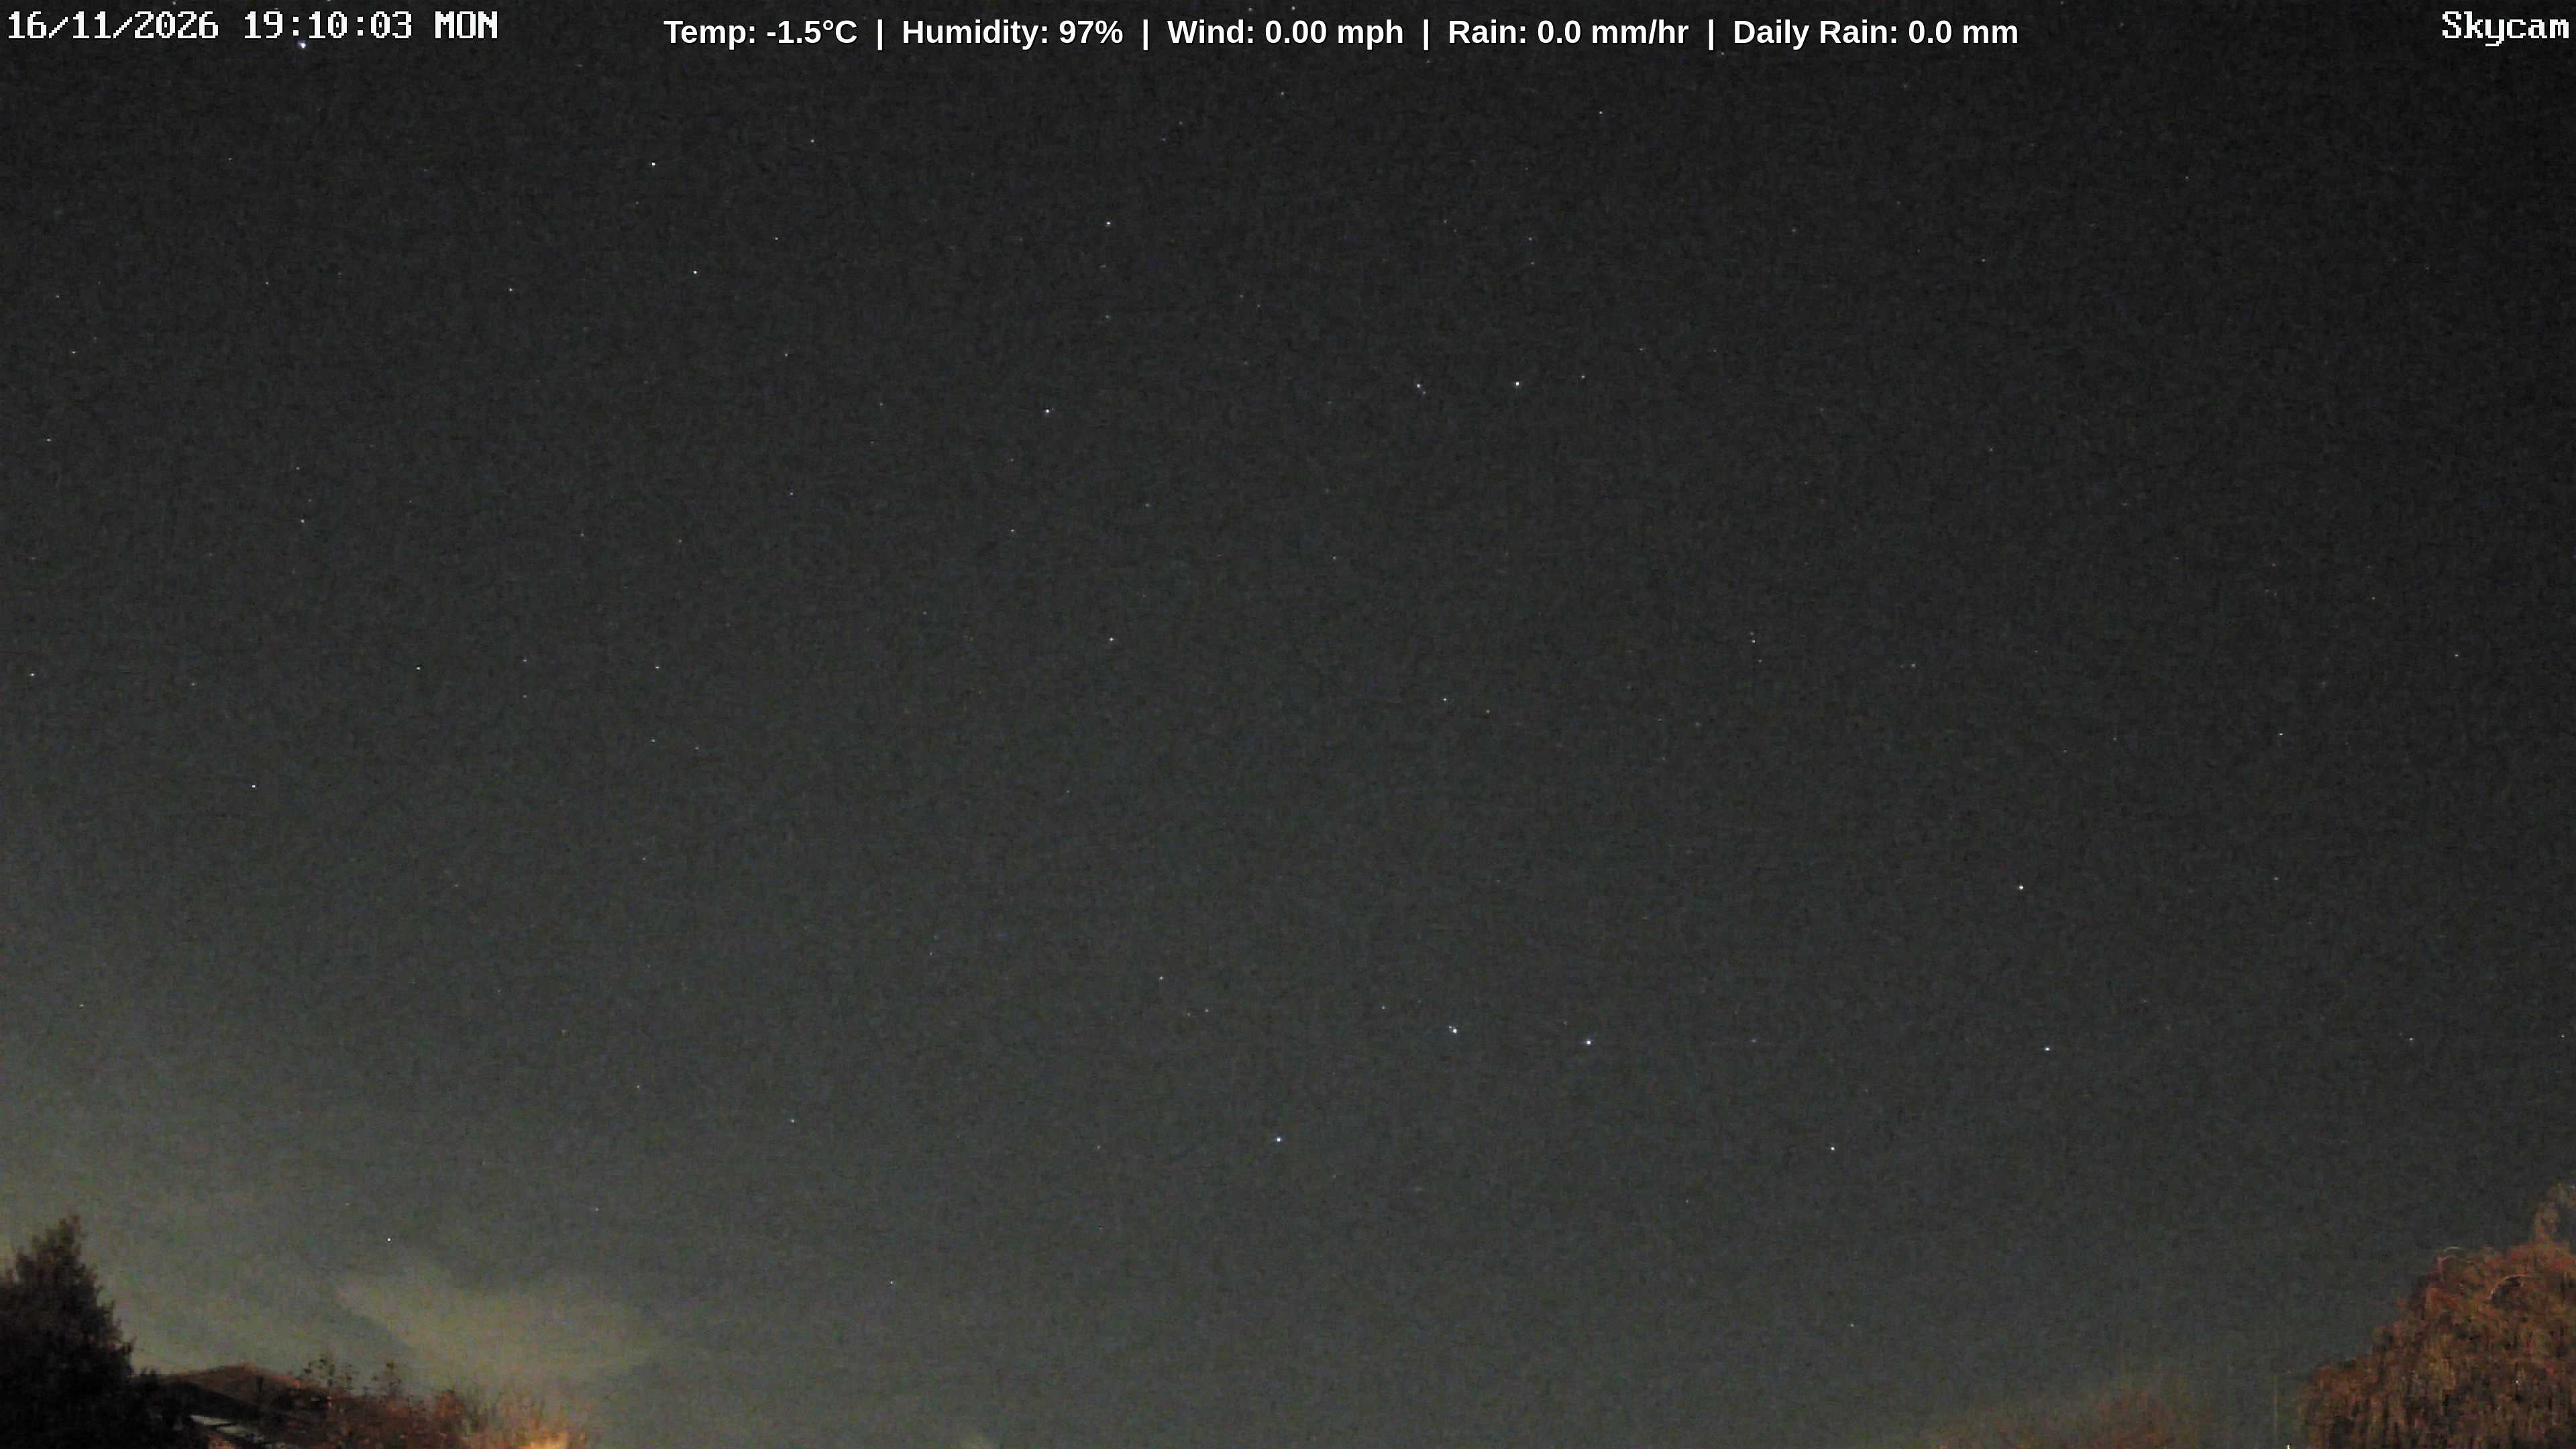 16/11/2026 19:10:03 MON
Temp: -1.5°C | Humidity: 97% | Wind: 0.00 mph | Rain: 0.0 mm/hr | Daily Rain: 0.0 mm
Skycam